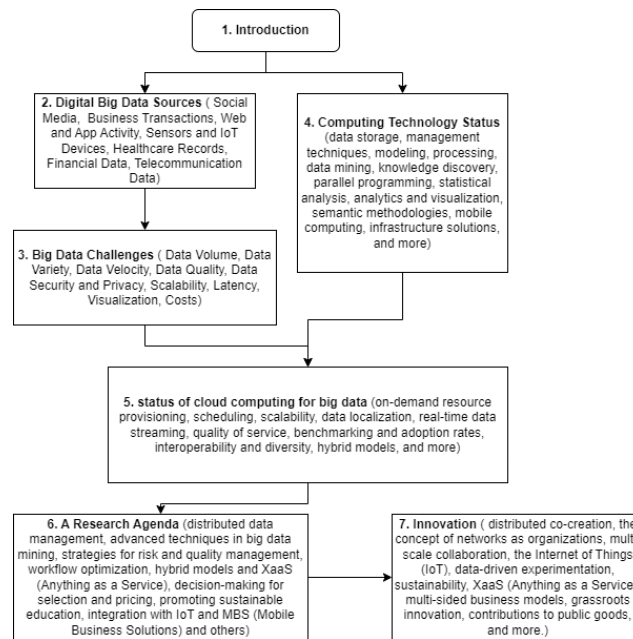 1. Introduction
2. Digital Big Data Sources ( Social
Media, Business Transactions, Web
and App Activity, Sensors and IoT
Devices, Healthcare Records,
Financial Data, Telecommunication
Data)
4. Computing Technology Status
(data storage, management
techniques, modeling, processing,
data mining, knowledge discovery,
parallel programming, statistical
analysis, analytics and visualization,
semantic methodologies, mobile
computing, infrastructure solutions,
and more)
3. Big Data Challenges ( Data Volume, Data
Variety, Data Velocity, Data Quality, Data
Security and Privacy, Scalability, Latency,
Visualization, Costs)
5. status of cloud computing for big data (on-demand resource
provisioning, scheduling, scalability, data localization, real-time data
streaming, quality of service, benchmarking and adoption rates,
interoperability and diversity, hybrid models, and more)
6. A Research Agenda (distributed data
management, advanced techniques in big data
mining, strategies for risk and quality management,
workflow optimization, hybrid models and XaaS
(Anything as a Service), decision-making for
selection and pricing, promoting sustainable
education, integration with IoT and MBS (Mobile
Business Solutions) and others)
7. Innovation ( distributed co-creation, the
concept of networks as organizations, multi-
scale collaboration, the Internet of Things
(IoT), data-driven experimentation,
sustainability, XaaS (Anything as a Service),
multi-sided business models, grassroots
innovation, contributions to public goods,
and more.)